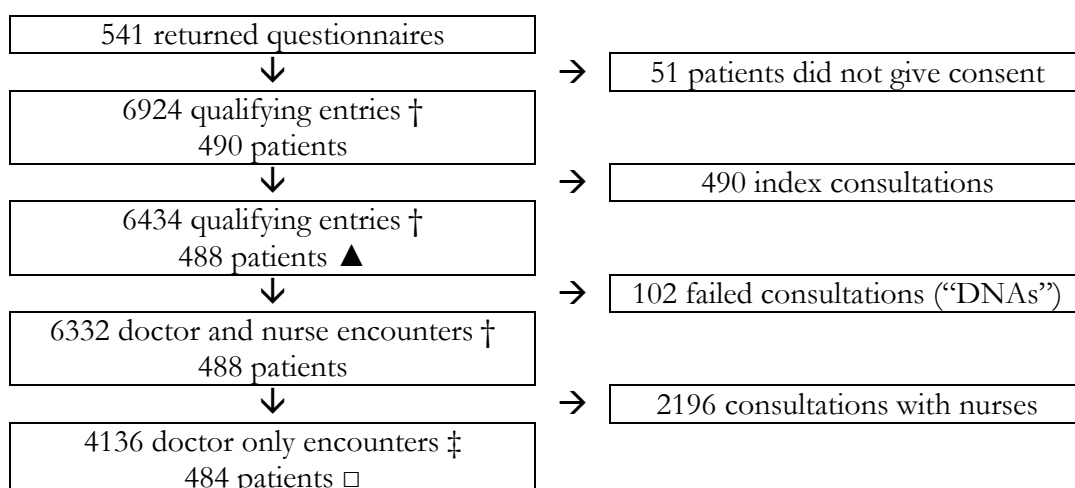 541 returned questionnaires
→ 51 patients did not give consent
↓
6924 qualifying entries †
490 patients
→ 490 index consultations
↓
6434 qualifying entries †
488 patients ▲
→ 102 failed consultations (“DNAs”)
↓
6332 doctor and nurse encounters †
488 patients
→ 2196 consultations with nurses
↓
4136 doctor only encounters ‡
484 patients □